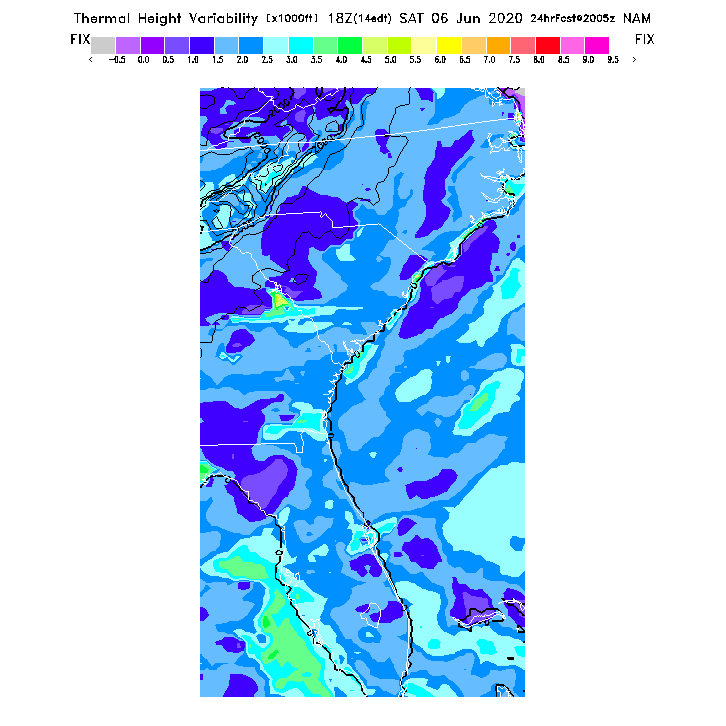 Thermal Height Variability [x1000ft] 18Z(14edt) SAT 06 Jun 2020 24hrFcst@2005z NAM
FIX FIX
< -0.5 0.0 0.5 1.0 1.5 2.0 2.5 3.0 3.5 4.0 4.5 5.0 5.5 6.0 6.5 7.0 7.5 8.0 8.5 9.0 9.5 >